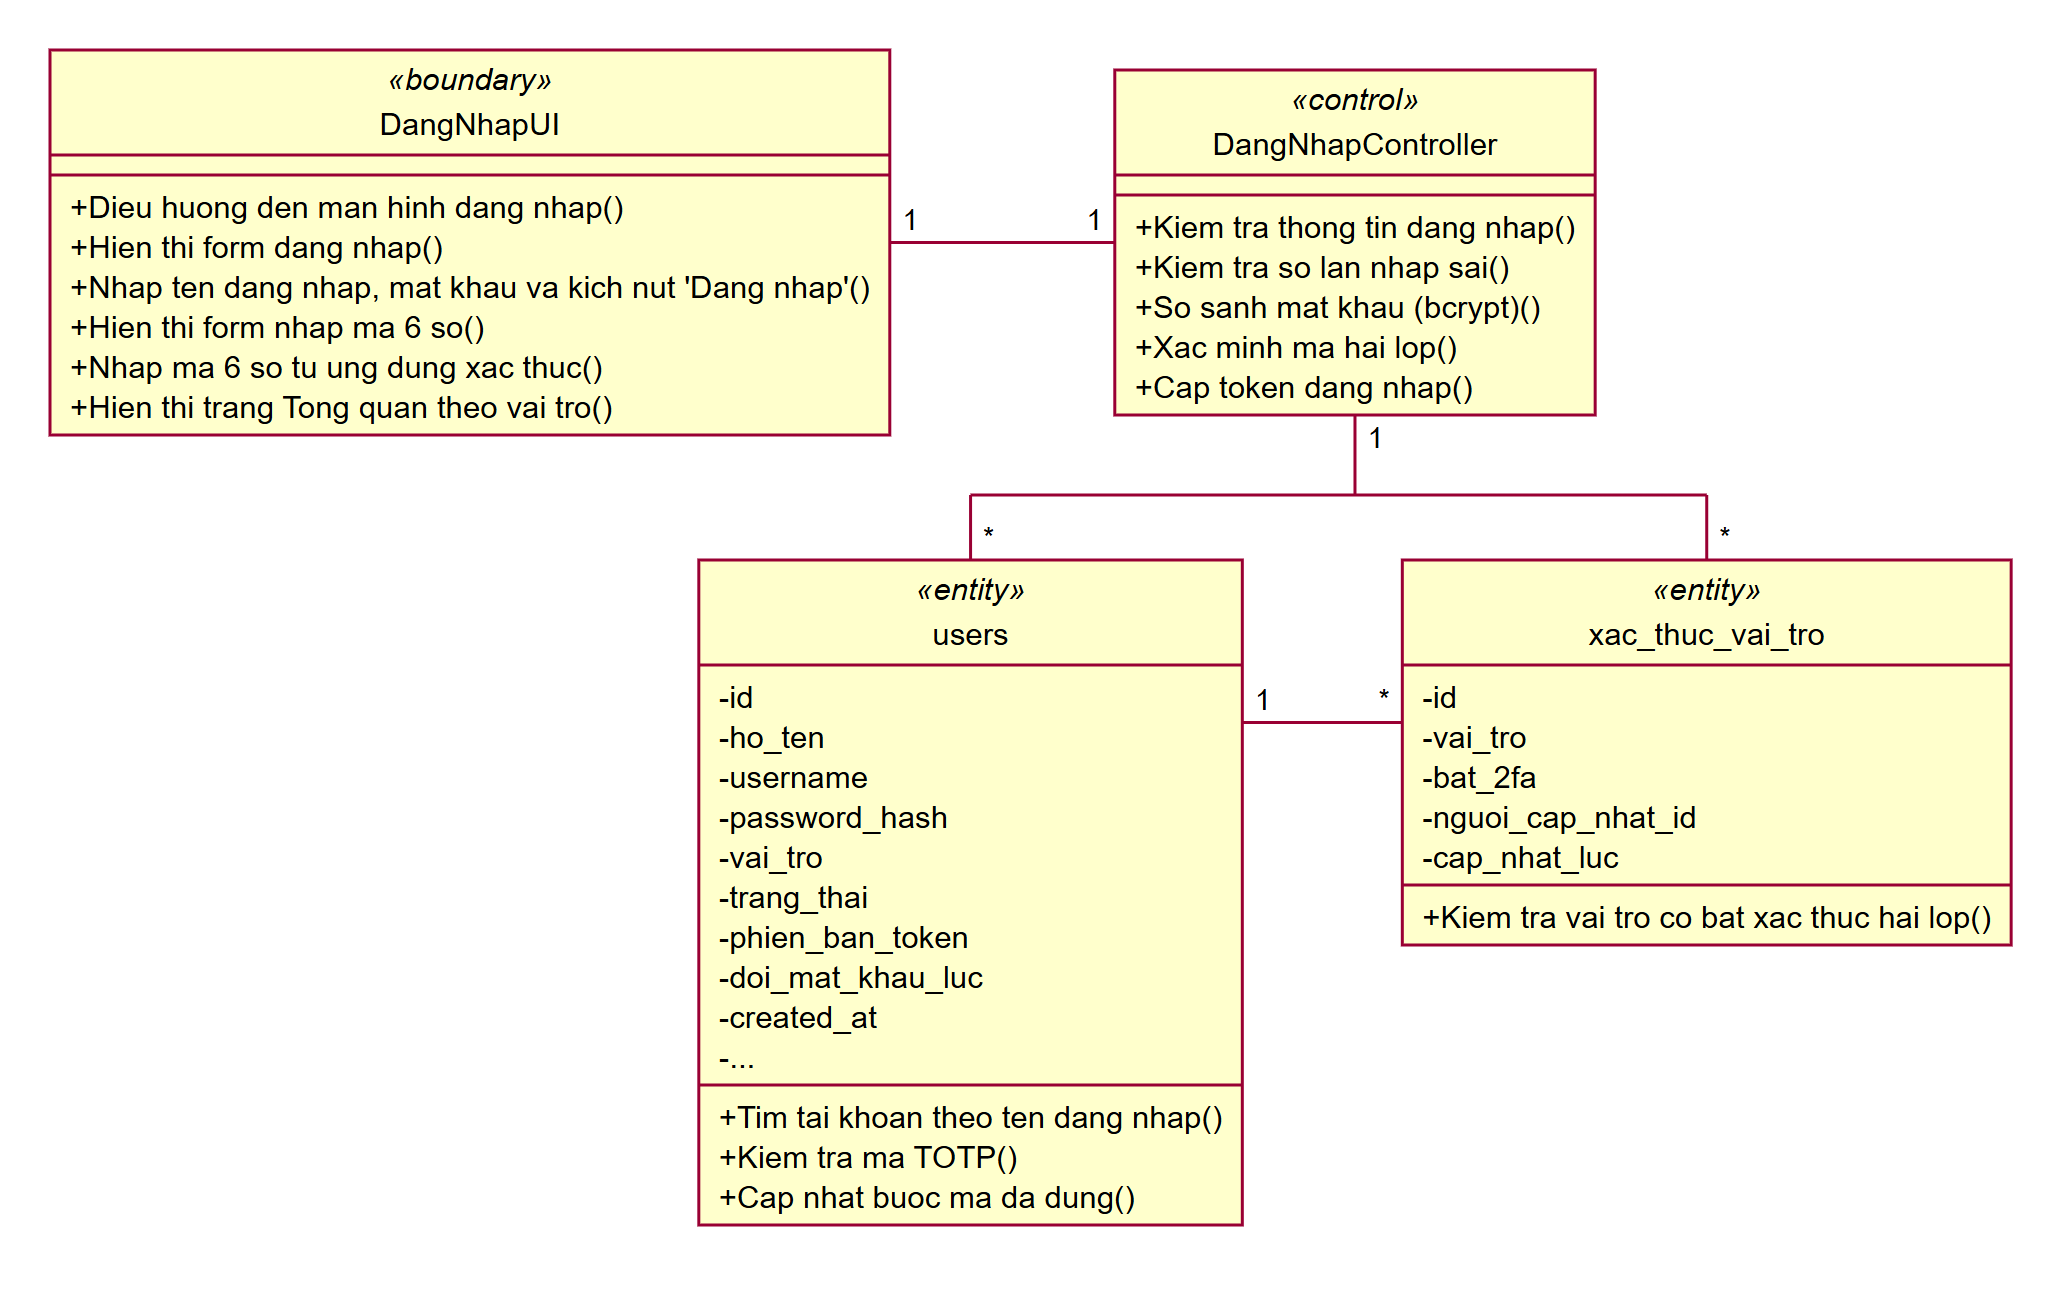 «boundary»
DangNhapUI
+Dieu huong den man hinh dang nhap()
+Hien thi form dang nhap()
+Nhap ten dang nhap, mat khau va kich nut 'Dang nhap'()
+Hien thi form nhap ma 6 so()
+Nhap ma 6 so tu ung dung xac thuc()
+Hien thi trang Tong quan theo vai tro()
1
1
«control»
DangNhapController
+Kiem tra thong tin dang nhap()
+Kiem tra so lan nhap sai()
+So sanh mat khau (bcrypt)()
+Xac minh ma hai lop()
+Cap token dang nhap()
1
*
*
«entity»
users
-id
-ho_ten
-username
-password_hash
-vai_tro
-trang_thai
-phien_ban_token
-doi_mat_khau_luc
-created_at
-...
+Tim tai khoan theo ten dang nhap()
+Kiem tra ma TOTP()
+Cap nhat buoc ma da dung()
1
*
«entity»
xac_thuc_vai_tro
-id
-vai_tro
-bat_2fa
-nguoi_cap_nhat_id
-cap_nhat_luc
+Kiem tra vai tro co bat xac thuc hai lop()